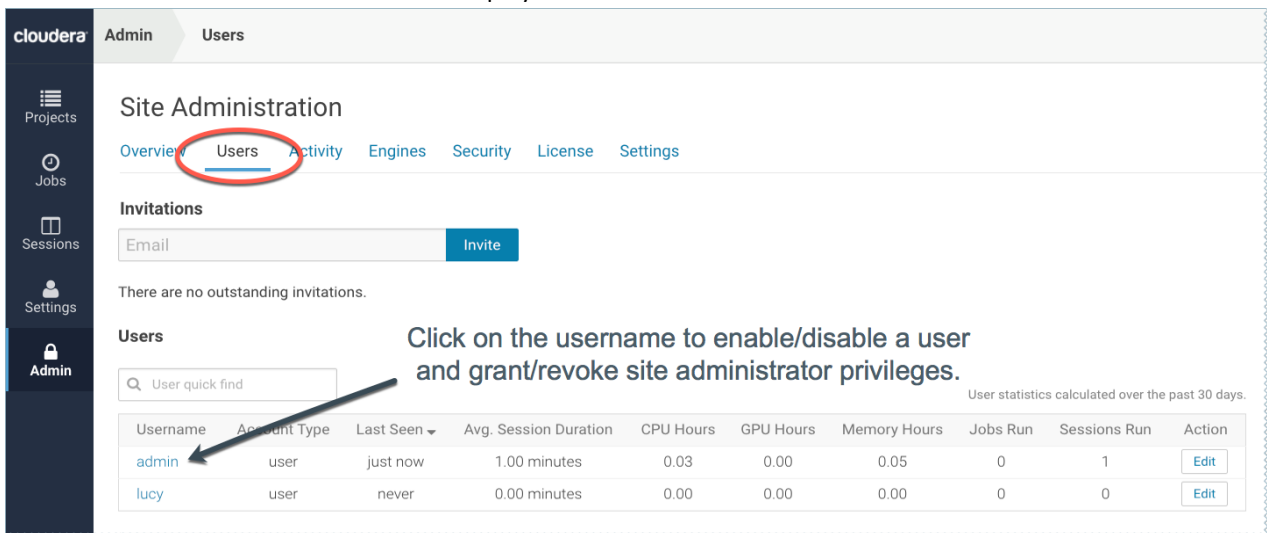 cloudera
Admin Users
Projects
Jobs
Sessions
Settings
Admin
Site Administration
Overview Users Activity Engines Security License Settings
Invitations
Email Invite
There are no outstanding invitations.
Users
Click on the username to enable/disable a user
and grant/revoke site administrator privileges.
User quick find
User statistics calculated over the past 30 days.
Username Account Type Last Seen Avg. Session Duration CPU Hours GPU Hours Memory Hours Jobs Run Sessions Run Action
admin user just now 1.00 minutes 0.03 0.00 0.05 0 1 Edit
lucy user never 0.00 minutes 0.00 0.00 0.00 0 0 Edit